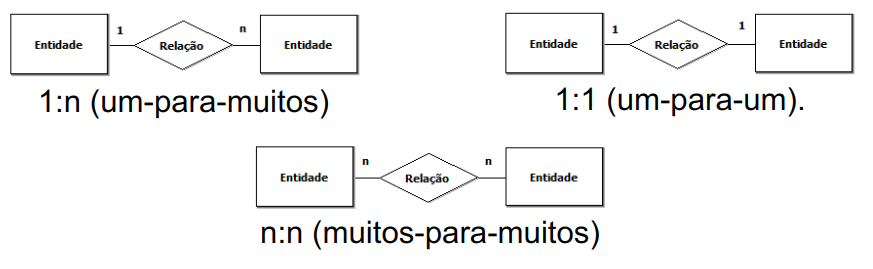 1 n 1 1
Entidade Relação Entidade Entidade Relação Entidade
1:n (um-para-muitos) 1:1 (um-para-um).
n n
Entidade Relação Entidade
n:n (muitos-para-muitos)